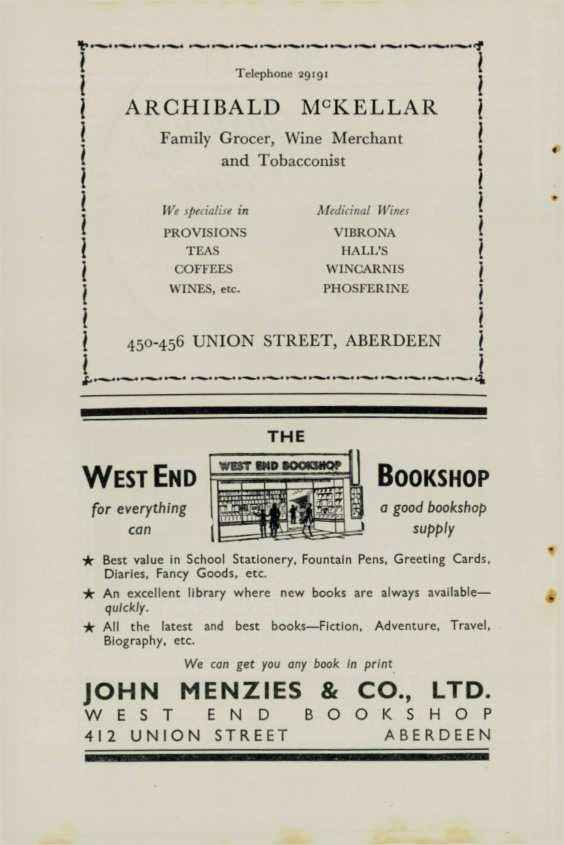 Telephone 29191
ARCHIBALD McKELLAR
Family Grocer, Wine Merchant
and Tobacconist
We specialise in
PROVISIONS
TEAS
COFFEES
WINES, etc.
Medicinal Wines
VIBRONA
HALL'S
WINCARNIS
PHOSFERINE
450-456 UNION STREET, ABERDEEN
THE
WEST END BOOKSHOP
WEST END BOOKSHOP
for everything
can
a good bookshop
supply
★ Best value in School Stationery, Fountain Pens, Greeting Cards,
Diaries, Fancy Goods, etc.
★ An excellent library where new books are always available—
quickly.
★ All the latest and best books—Fiction, Adventure, Travel,
Biography, etc.
We can get you any book in print
JOHN MENZIES & CO., LTD.
WEST END BOOKSHOP
412 UNION STREET ABERDEEN